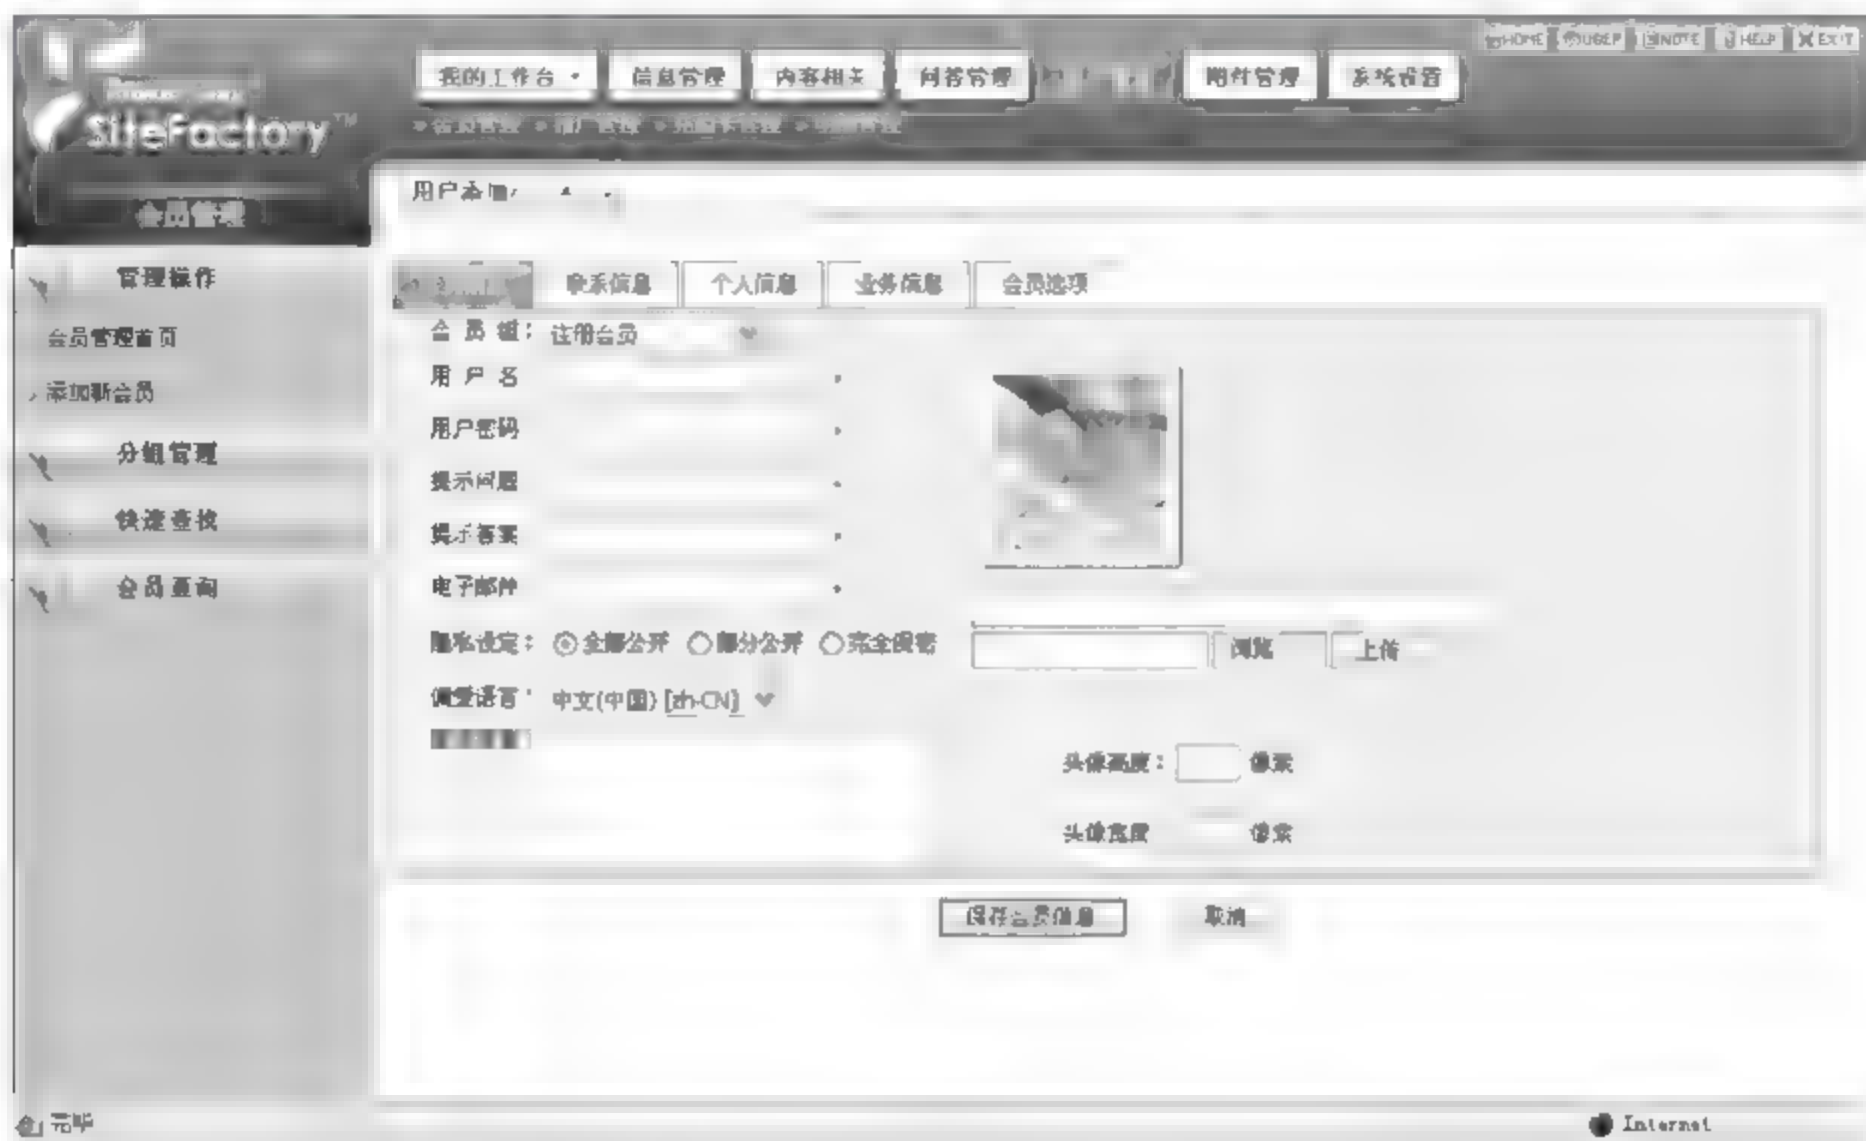 HOME USER NOTE HELP EXIT
我的工作台 信息管理 内容相关 问答管理 附件管理 系统设置
SiteFactory™
会员管理
用户添加
管理操作
联系信息 个人信息 业务信息 会员选项
会员管理首页
会 员 组： 注册会员
用 户 名
添加新会员
用户密码
分组管理
提示问题
快速查找
提示答案
电子邮件
会员查询
隐私设定： 全部公开 部分公开 完全保密
浏览 上传
语言 中文(中国) [zh-CN]
头像高度： 像素
头像宽度 像素
保存会员信息 取消
完毕 Internet